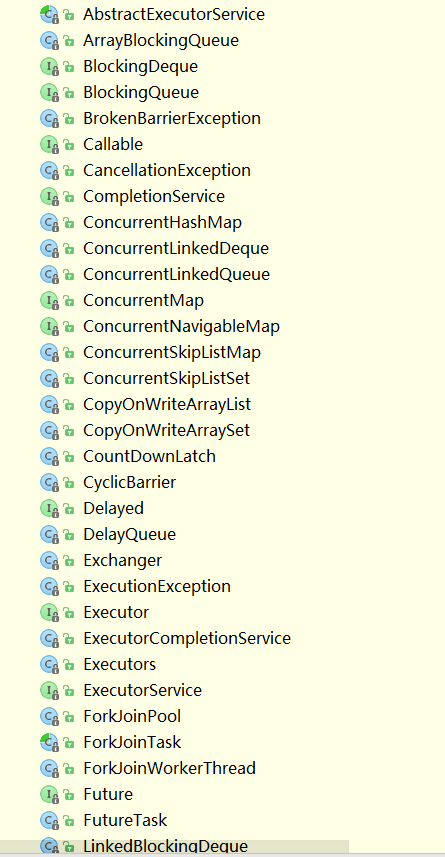 AbstractExecutorService
ArrayBlockingQueue
BlockingDeque
BlockingQueue
BrokenBarrierException
Callable
CancellationException
CompletionService
ConcurrentHashMap
ConcurrentLinkedDeque
ConcurrentLinkedQueue
ConcurrentMap
ConcurrentNavigableMap
ConcurrentSkipListMap
ConcurrentSkipListSet
CopyOnWriteArrayList
CopyOnWriteArraySet
CountDownLatch
CyclicBarrier
Delayed
DelayQueue
Exchanger
ExecutionException
Executor
ExecutorCompletionService
Executors
ExecutorService
ForkJoinPool
ForkJoinTask
ForkJoinWorkerThread
Future
FutureTask
LinkedBlockingDeque